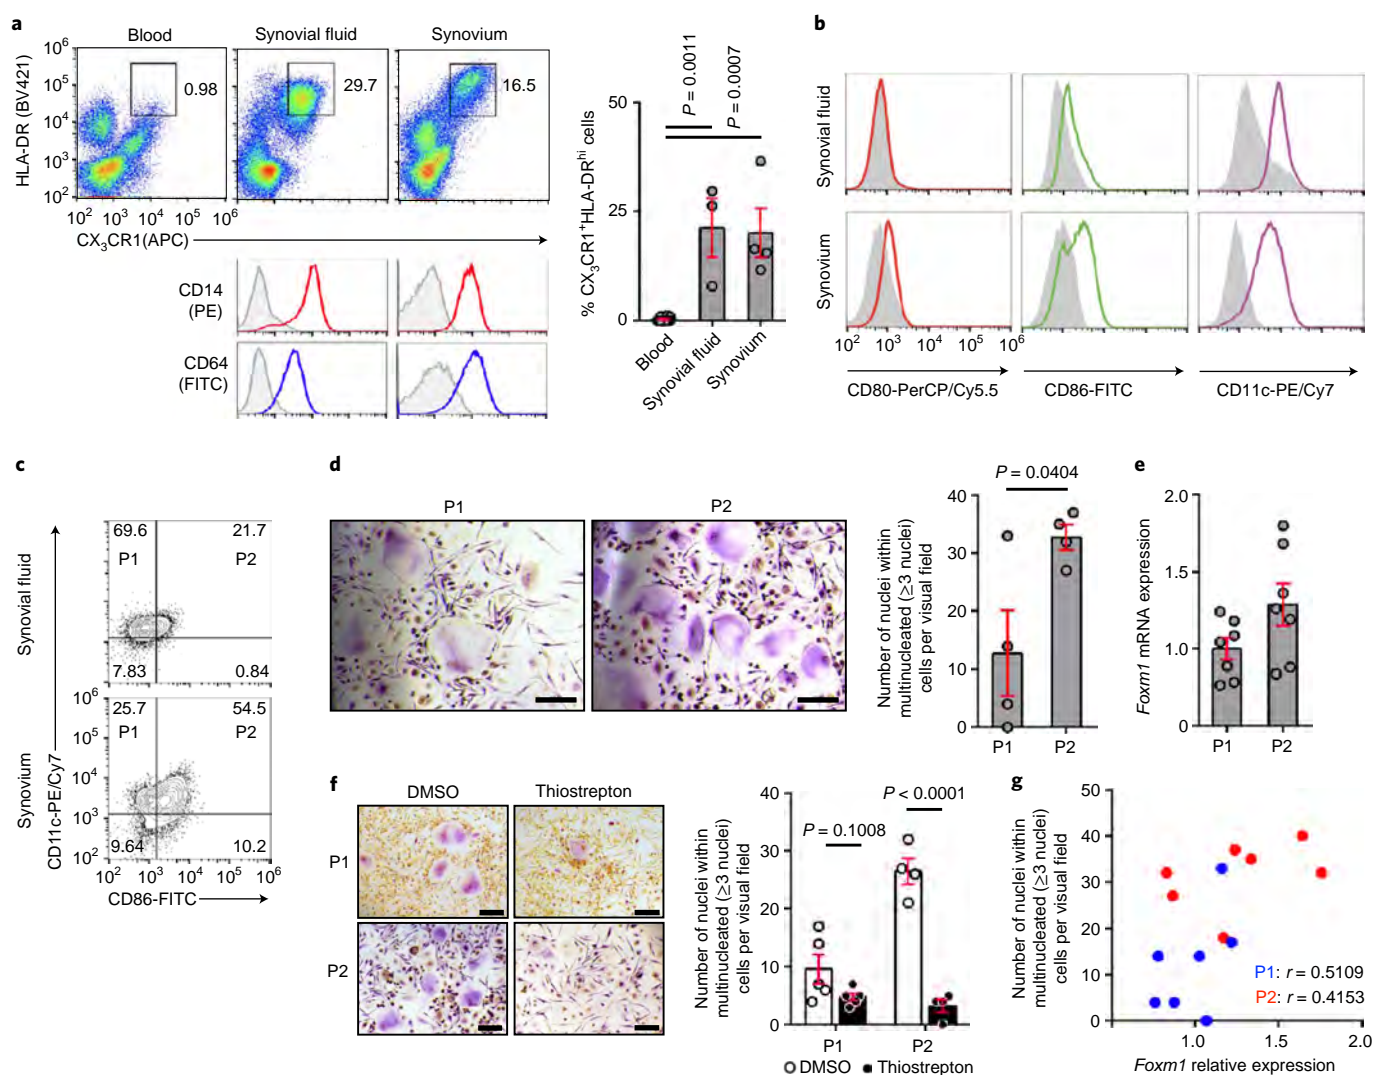 a
Blood
Synovial fluid
Synovium
HLA-DR (BV421)
10^6
10^5
10^4
10^3
10^2
0.98
29.7
16.5
10^2 10^3 10^4 10^5 10^6
CX3CR1(APC)
CD14
(PE)
CD64
(FITC)
% CX3CR1+HLA-DRhi cells
50
25
0
P = 0.0011
P = 0.0007
Blood
Synovial fluid
Synovium
b
Synovial fluid
Synovium
10^2 10^3 10^4 10^5 10^6
CD80-PerCP/Cy5.5
CD86-FITC
CD11c-PE/Cy7
c
Synovial fluid
69.6 21.7
P1 P2
7.83 0.84
Synovium
10^6
10^5
10^4
10^3
10^2
25.7 54.5
P1 P2
9.64 10.2
CD11c-PE/Cy7
10^2 10^3 10^4 10^5 10^6
CD86-FITC
d
P1
P2
Number of nuclei within
multinucleated (≥3 nuclei)
cells per visual field
40
30
20
10
0
P = 0.0404
P1 P2
e
Foxm1 mRNA expression
2.0
1.5
1.0
0
P1 P2
f
DMSO
Thiostrepton
P1
P2
Number of nuclei within
multinucleated (≥3 nuclei)
cells per visual field
40
30
20
10
0
P = 0.1008
P < 0.0001
P1 P2
DMSO Thiostrepton
g
Number of nuclei within
multinucleated (≥3 nuclei)
cells per visual field
50
40
30
20
10
0
P1: r = 0.5109
P2: r = 0.4153
1.0 1.5 2.0
Foxm1 relative expression